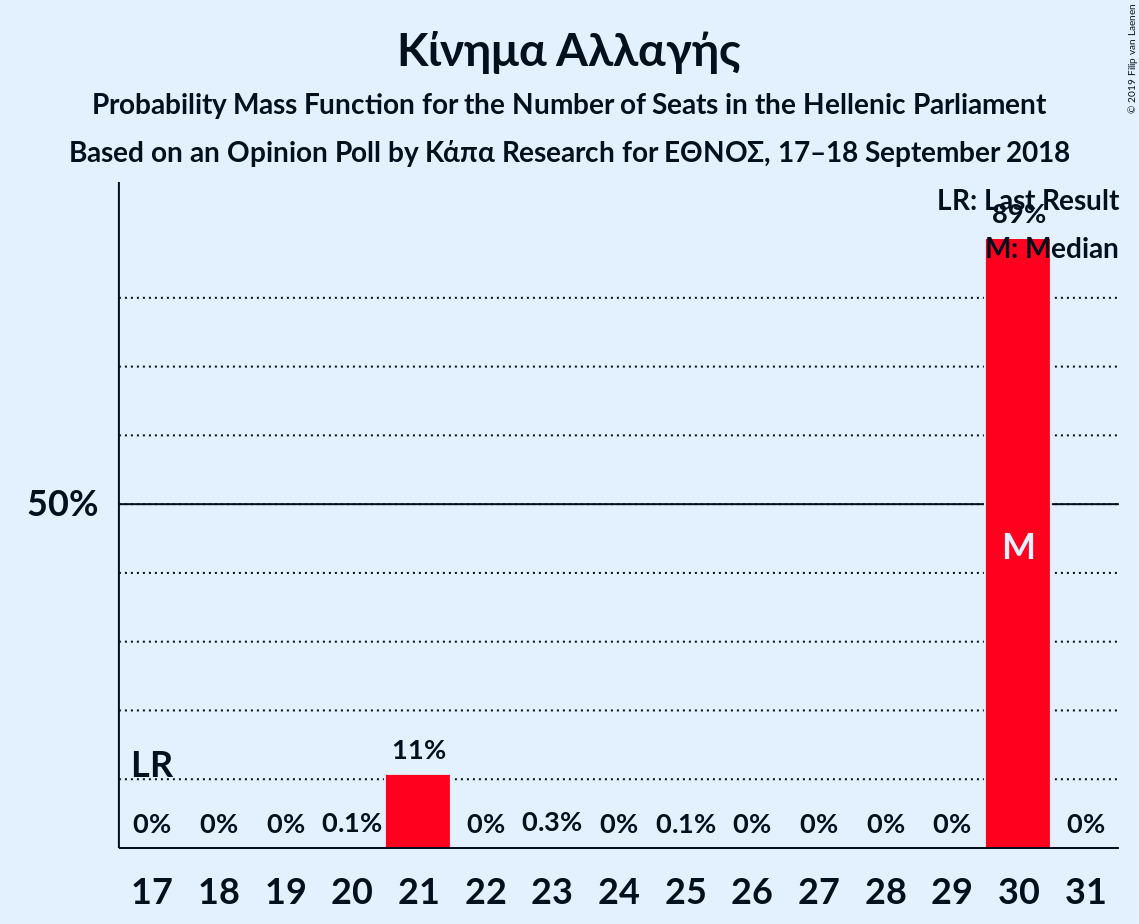 Κίνημα Αλλαγής
Probability Mass Function for the Number of Seats in the Hellenic Parliament
Based on an Opinion Poll by Κάπα Research for ΕΘΝΟΣ, 17–18 September 2018
© 2019 Filip van Laenen
LR: Last Result
89%
M: Median
50%
M
11%
LR
0% 0% 0% 0.1% 0% 0.3% 0% 0.1% 0% 0% 0% 0% 0%
17 18 19 20 21 22 23 24 25 26 27 28 29 30 31